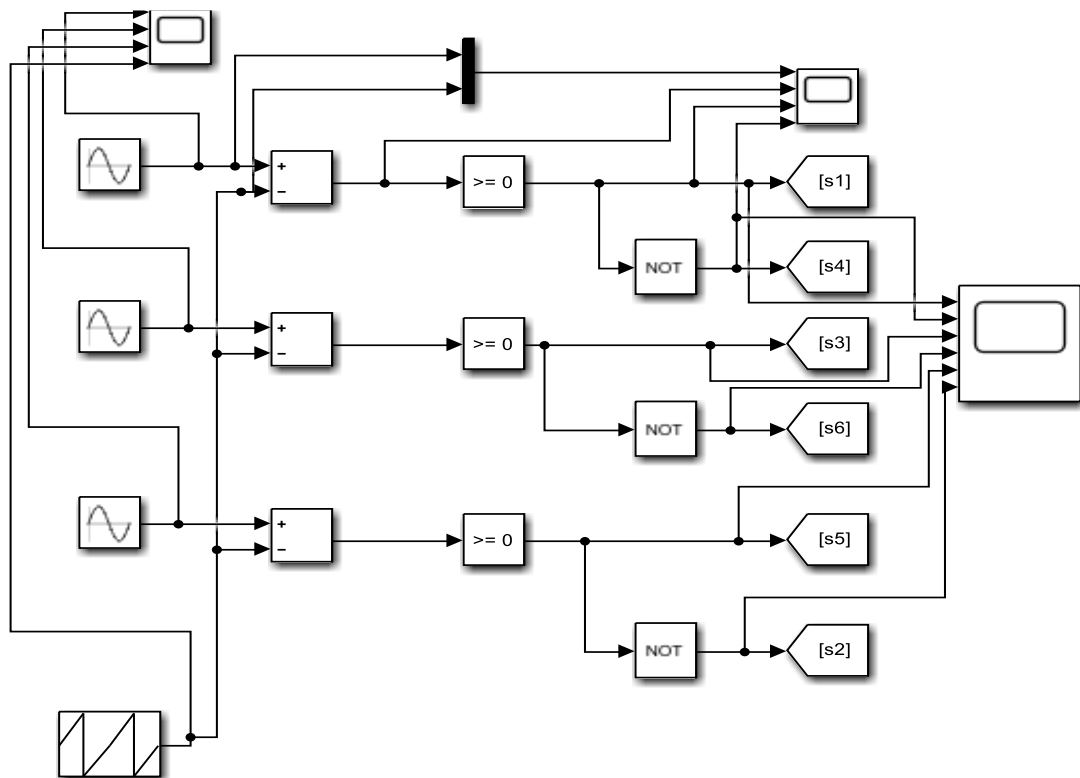 +
−
>= 0
[s1]
NOT
[s4]
+
−
>= 0
[s3]
NOT
[s6]
+
−
>= 0
[s5]
NOT
[s2]